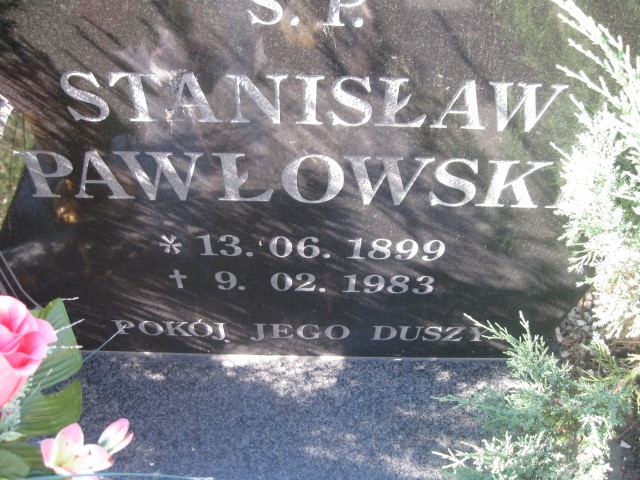 Ś. P.
STANISŁAW
PAWŁOWSKI
* 13. 06. 1899
† 9. 02. 1983
POKÓJ JEGO DUSZY